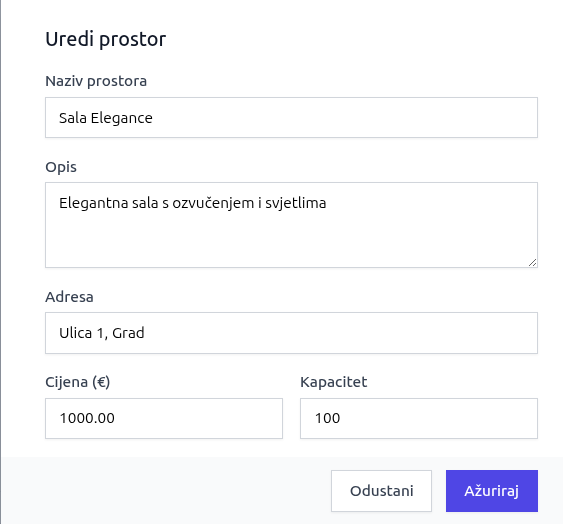 Uredi prostor
Naziv prostora
Sala Elegance
Opis
Elegantna sala s ozvučenjem i svjetlima
Adresa
Ulica 1, Grad
Cijena (€) Kapacitet
1000.00 100
Odustani Ažuriraj